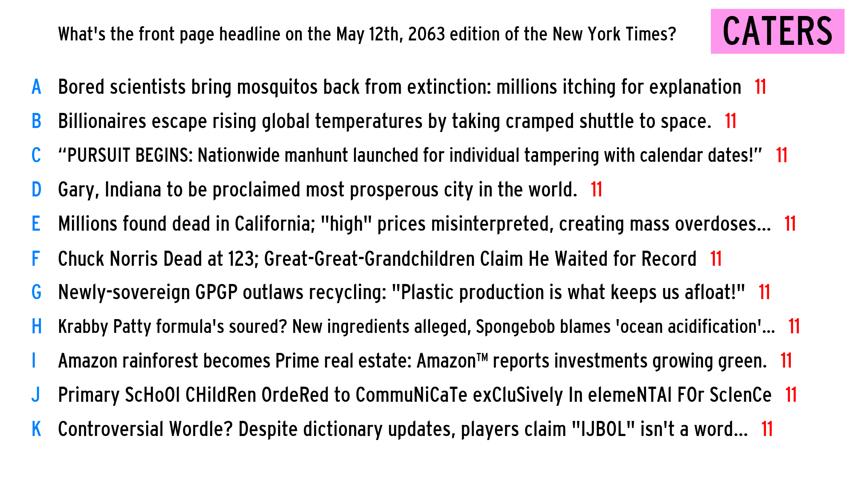 What's the front page headline on the May 12th, 2063 edition of the New York Times?
CATERS
A Bored scientists bring mosquitos back from extinction: millions itching for explanation 11
B Billionaires escape rising global temperatures by taking cramped shuttle to space. 11
C “PURSUIT BEGINS: Nationwide manhunt launched for individual tampering with calendar dates!” 11
D Gary, Indiana to be proclaimed most prosperous city in the world. 11
E Millions found dead in California; "high" prices misinterpreted, creating mass overdoses... 11
F Chuck Norris Dead at 123; Great-Great-Grandchildren Claim He Waited for Record 11
G Newly-sovereign GPGP outlaws recycling: "Plastic production is what keeps us afloat!" 11
H Krabby Patty formula's soured? New ingredients alleged, Spongebob blames 'ocean acidification'... 11
I Amazon rainforest becomes Prime real estate: Amazon™ reports investments growing green. 11
J Primary ScHoOl CHildRen OrdeRed to CommuNiCaTe exCluSively In elemeNTAl FOr ScIenCe 11
K Controversial Wordle? Despite dictionary updates, players claim "IJBOL" isn't a word... 11